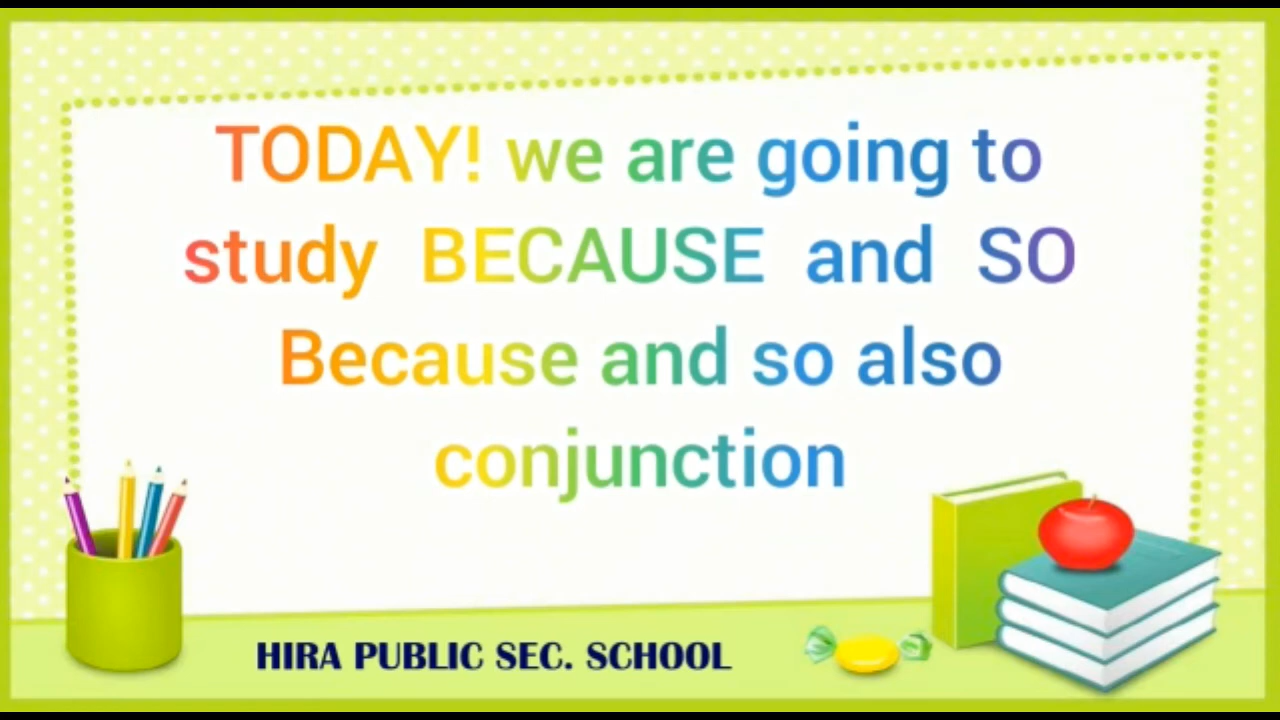 TODAY! we are going to
study BECAUSE and SO
Because and so also
conjunction
HIRA PUBLIC SEC. SCHOOL